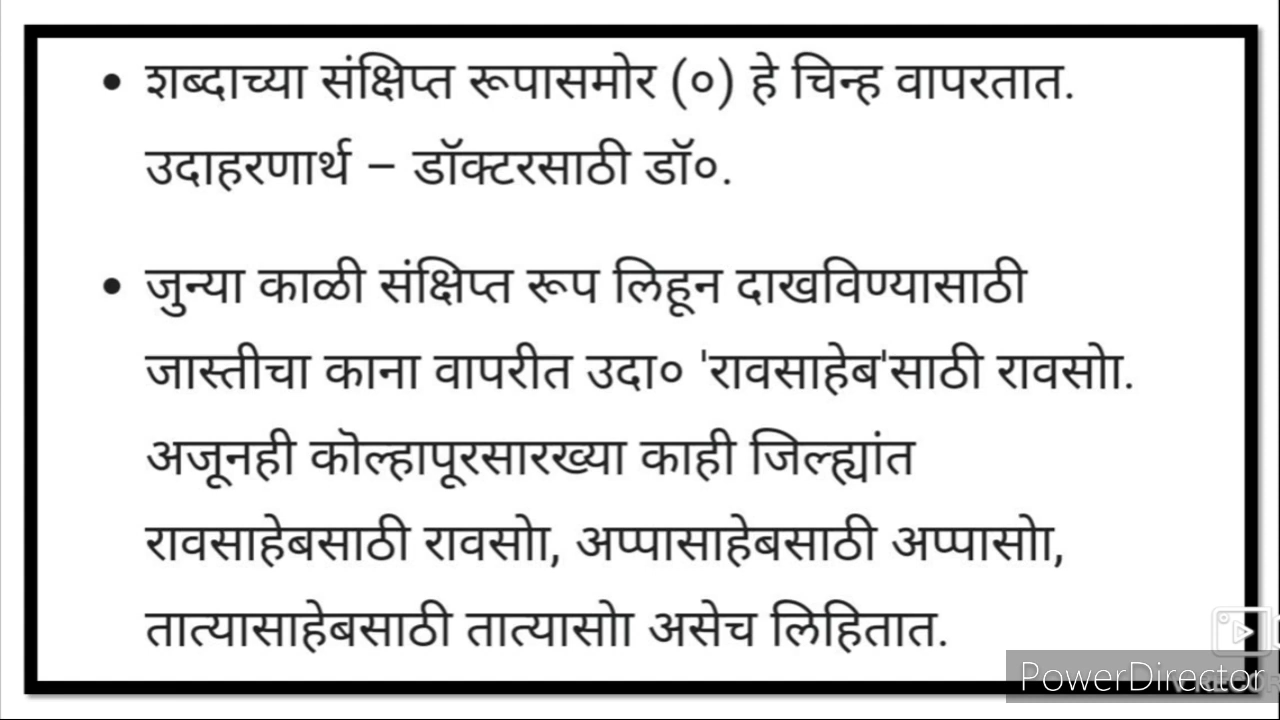 • शब्दाच्या संक्षिप्त रूपासमोर (०) हे चिन्ह वापरतात.
उदाहरणार्थ – डॉक्टरसाठी डॉ०.
• जुन्या काळी संक्षिप्त रूप लिहून दाखविण्यासाठी
जास्तीचा काना वापरीत उदा० 'रावसाहेब'साठी रावसोा.
अजूनही कोल्हापूरसारख्या काही जिल्ह्यांत
रावसाहेबसाठी रावसोा, अप्पासाहेबसाठी अप्पासोा,
तात्यासाहेबसाठी तात्यासोा असेच लिहितात.
PowerDirector